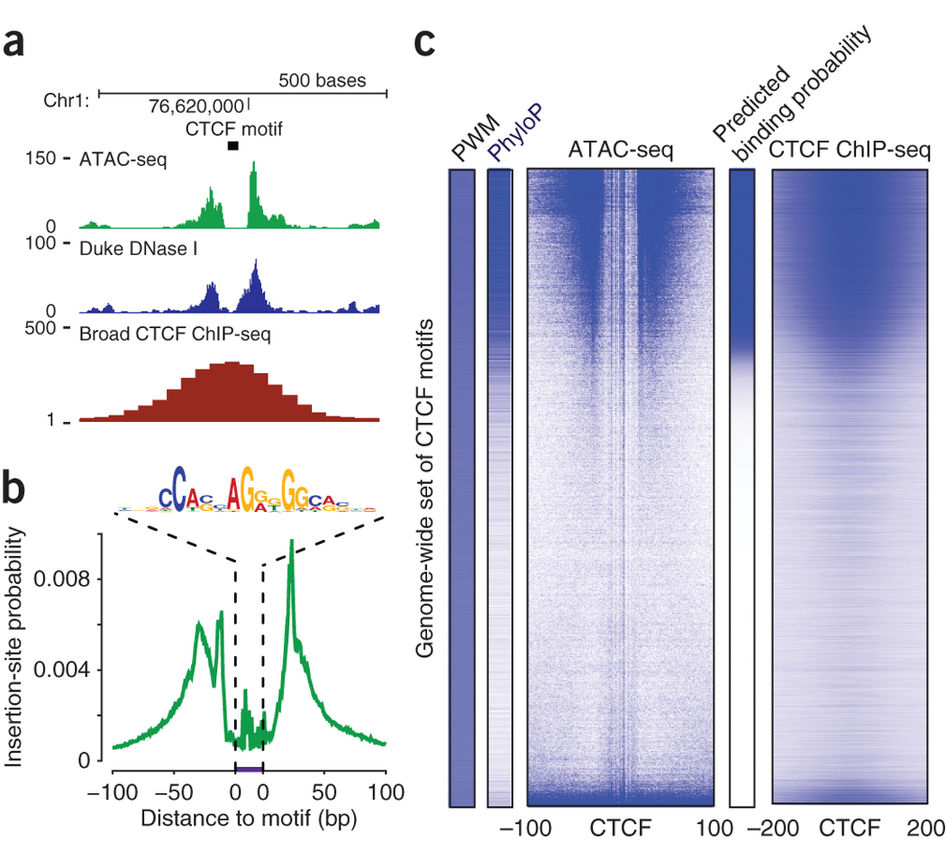 a
500 bases
Chr1:
76,620,000
CTCF motif
150
ATAC-seq
0
100
Duke DNase I
0
500
Broad CTCF ChIP-seq
1
b
CCA AG G GCAC
Insertion-site probability
0.008
0.004
0
−100 −50 0 0 50 100
Distance to motif (bp)
c
PWM
PhyloP
ATAC-seq
Predicted
binding probability
CTCF ChIP-seq
Genome-wide set of CTCF motifs
−100 CTCF 100
−200 CTCF 200